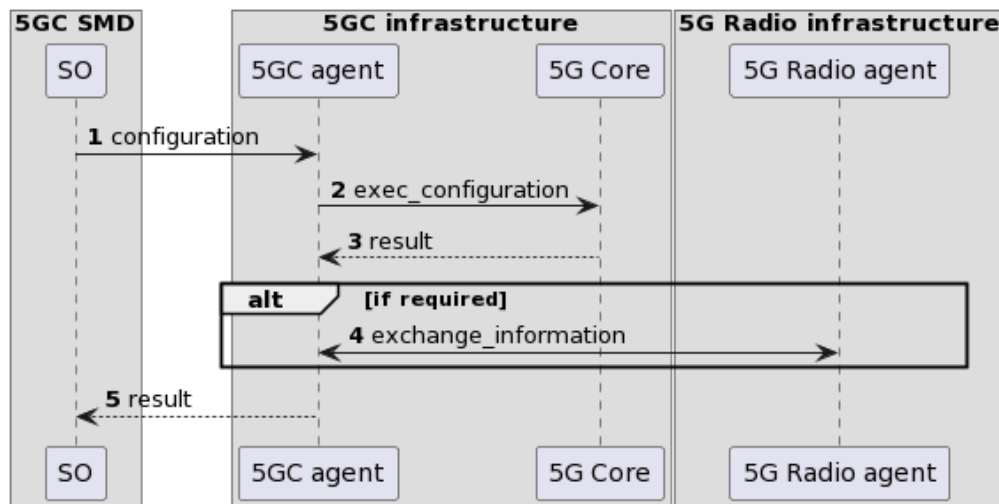 5GC SMD
5GC infrastructure
5G Radio infrastructure
SO
5GC agent
5G Core
5G Radio agent
1 configuration
2 exec_configuration
3 result
alt
[if required]
4 exchange_information
5 result
SO
5GC agent
5G Core
5G Radio agent